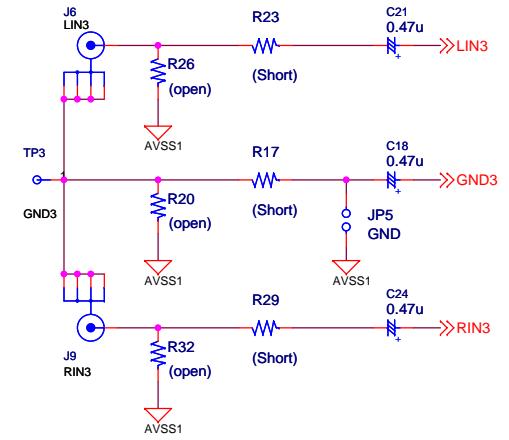 J6
LIN3
R23
C21
0.47u
LIN3
R26
(open)
(Short)
+
AVSS1
TP3
1
R17
C18
0.47u
GND3
GND3
R20
(open)
(Short)
+
JP5
GND
AVSS1
AVSS1
R29
C24
0.47u
RIN3
J9
RIN3
R32
(open)
(Short)
+
AVSS1